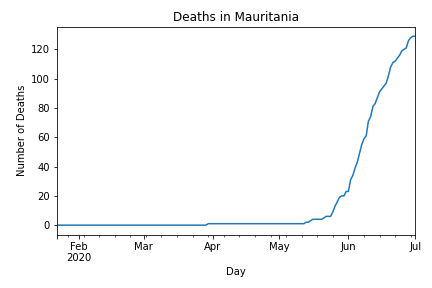 Deaths in Mauritania
Number of Deaths
120
100
80
60
40
20
0
Feb
2020
Mar
Apr
May
Jun
Jul
Day